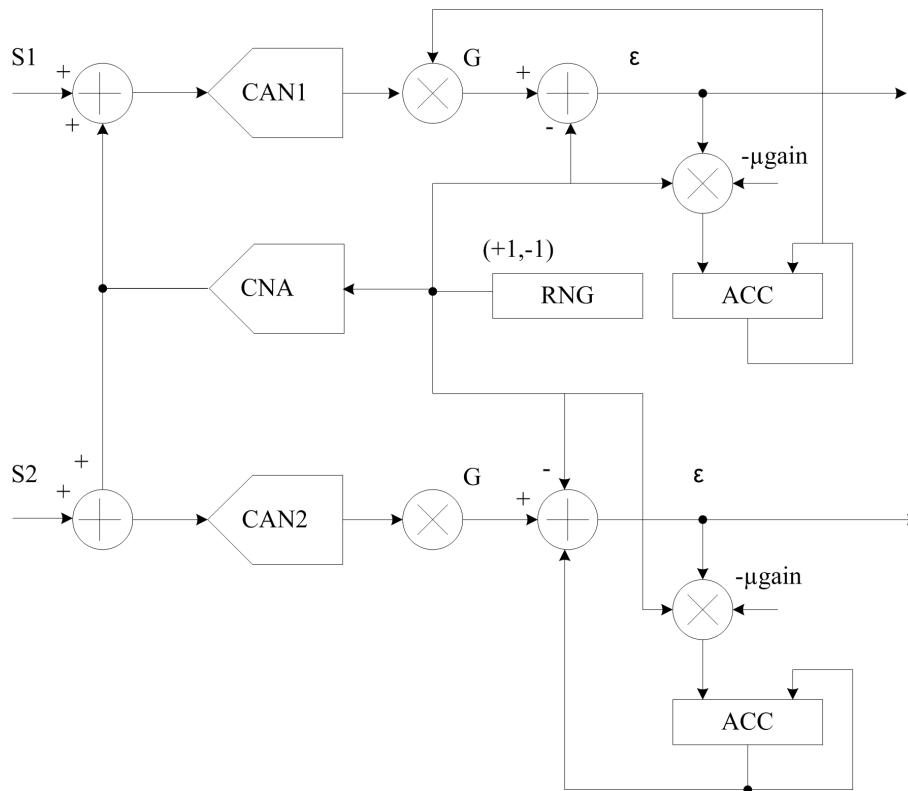 S1
+
+
CAN1
G
+
-
ε
-µgain
CNA
(+1,-1)
RNG
ACC
S2
+
+
CAN2
G
-
+
ε
-µgain
ACC